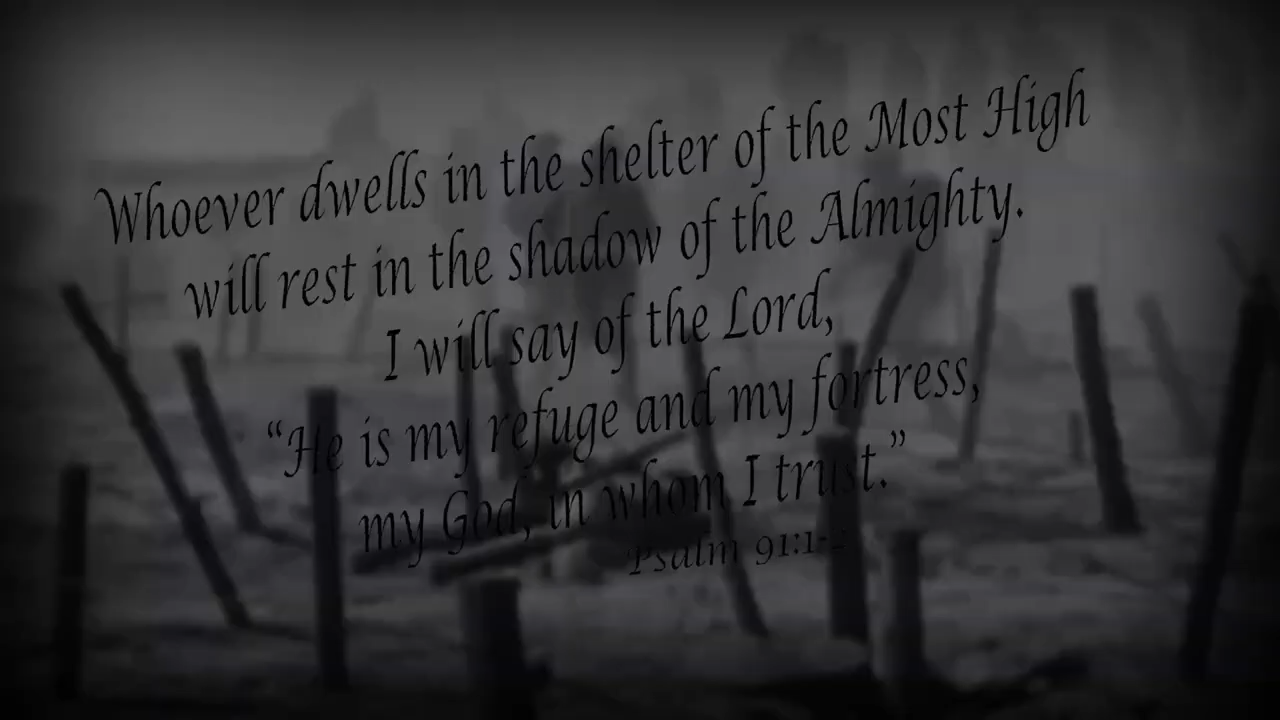 Whoever dwells in the shelter of the Most High
will rest in the shadow of the Almighty.
I will say of the Lord,
“He is my refuge and my fortress,
my God, in whom I trust.”
Psalm 91:1-